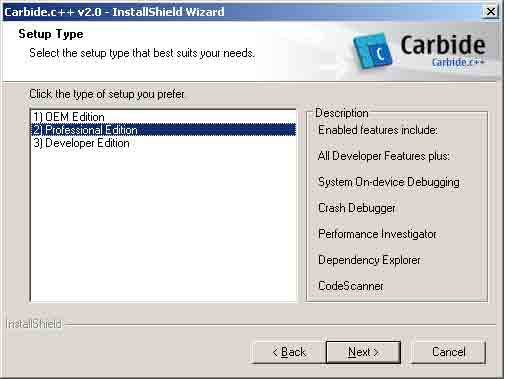 Carbide.c++ v2.0 - InstallShield Wizard
Setup Type
Select the setup type that best suits your needs.
Carbide
Carbide.c++
Click the type of setup you prefer.
1) OEM Edition
2) Professional Edition
3) Developer Edition
Description
Enabled features include:
All Developer Features plus:
System On-device Debugging
Crash Debugger
Performance Investigator
Dependency Explorer
CodeScanner
InstallShield
< Back
Next >
Cancel